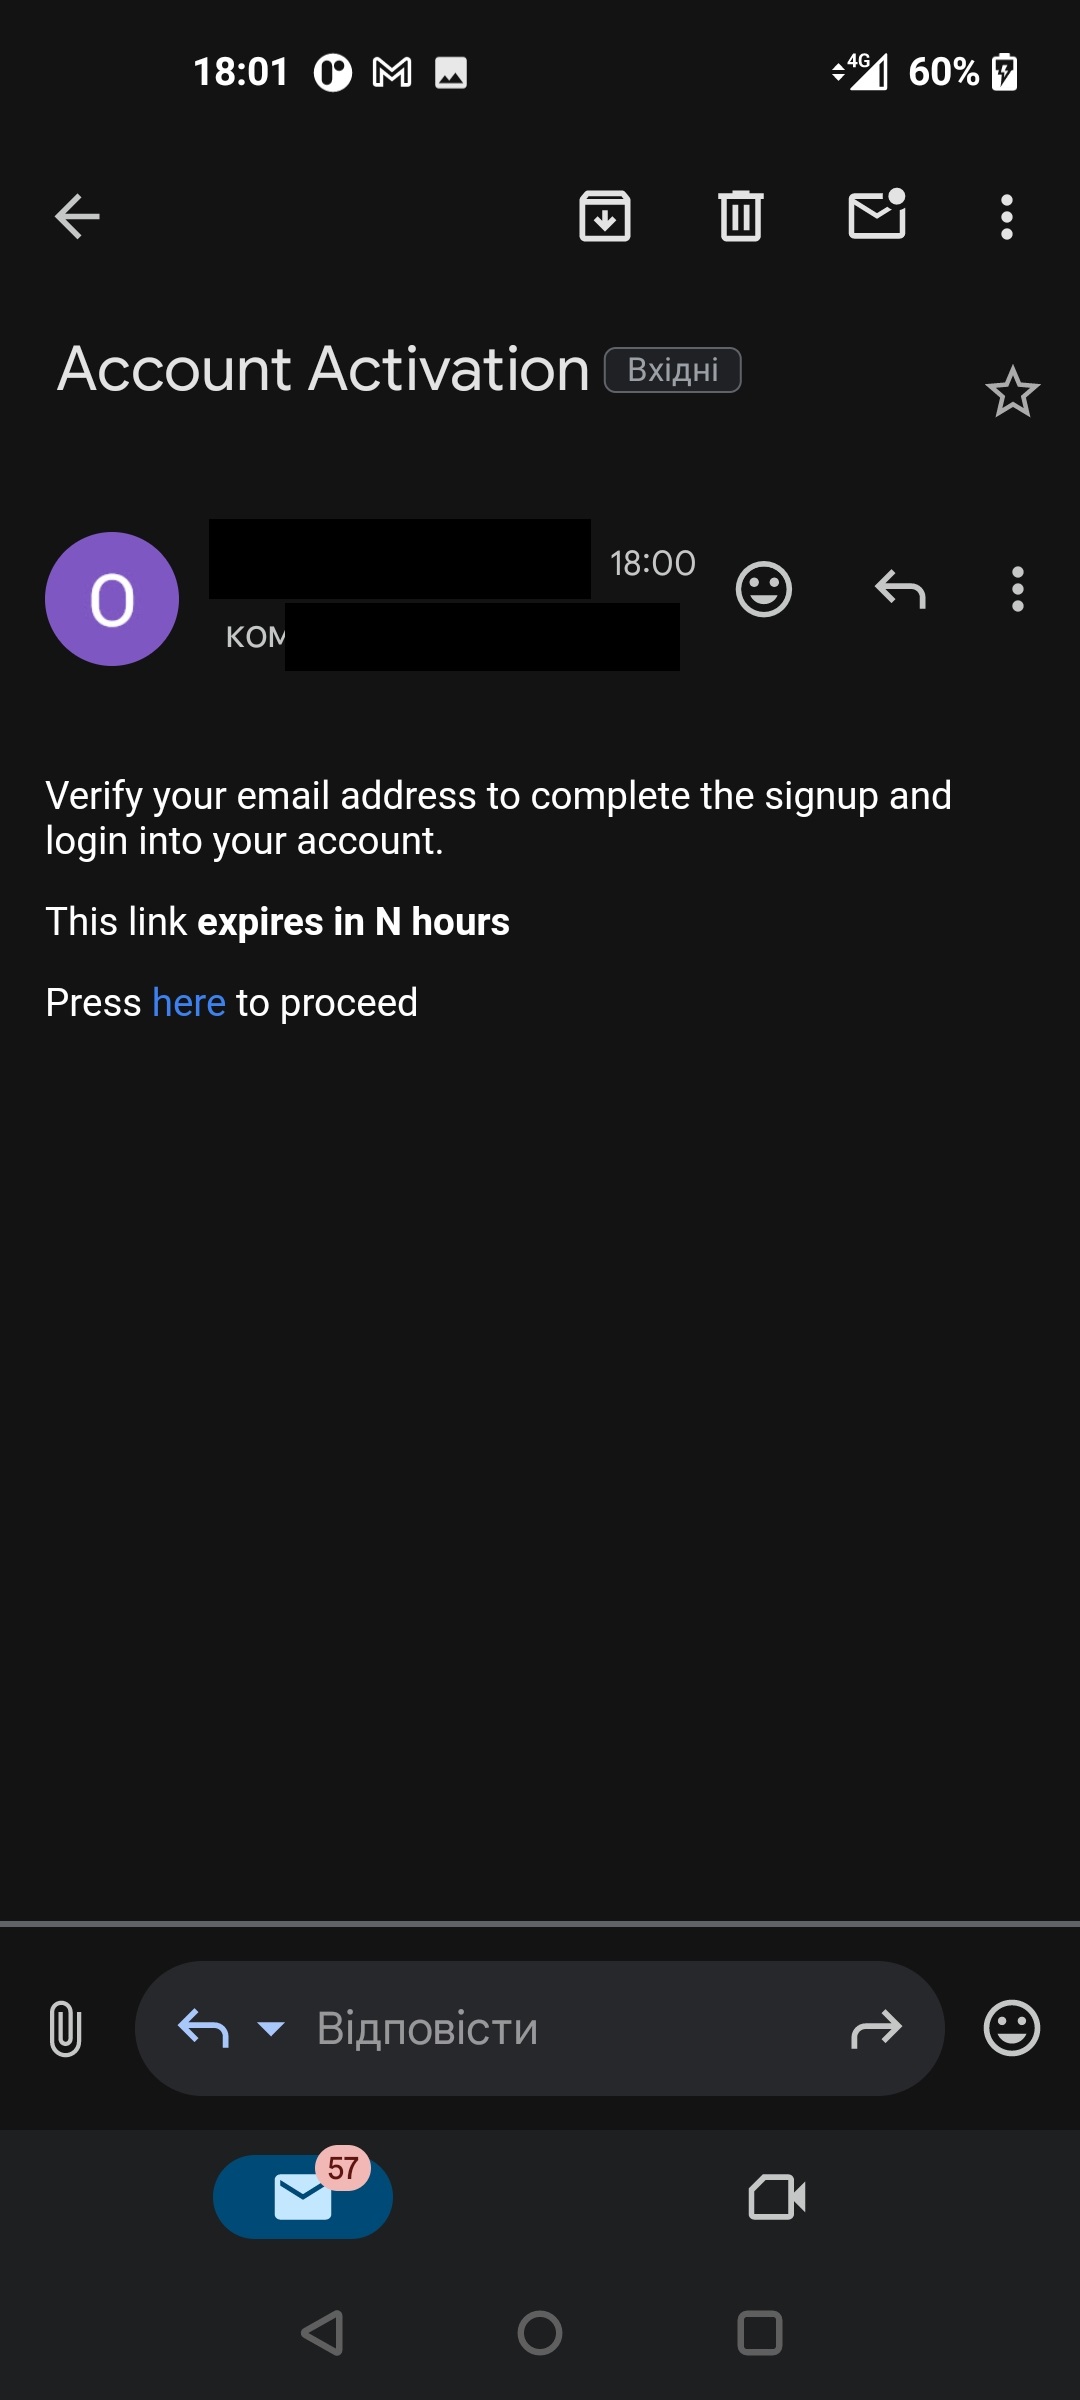 18:01
4G
60%
Account Activation
Вхідні
O
18:00
Verify your email address to complete the signup and
login into your account.
This link expires in N hours
Press here to proceed
Відповісти
57